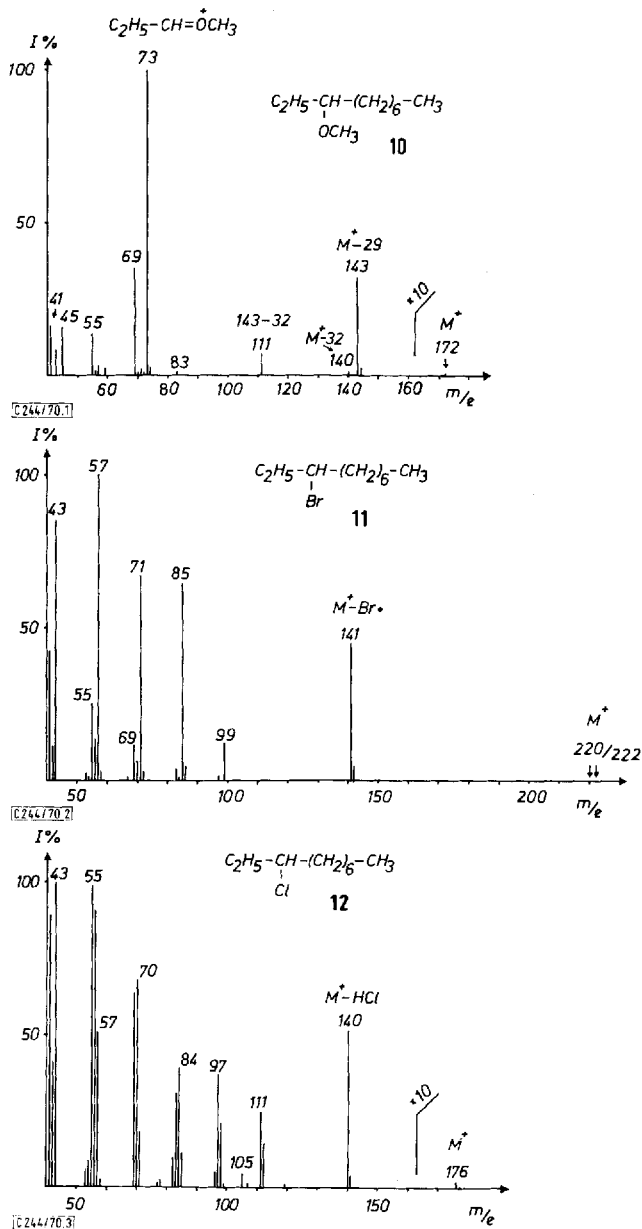 C2H5-CH=OCH3
+
I%
73
100
C2H5-CH-(CH2)6-CH3
OCH3
10
50
M+-29
143
69
×10
41
45
55
143-32
111
M+-32
140
M+
172
83
60
80
100
120
140
160
m/e
C244/70.1
I%
57
100
C2H5-CH-(CH2)6-CH3
Br
11
43
71
85
M+-Br•
141
50
55
69
99
M+
220/222
50
100
150
200
m/e
C244/70.2
I%
C2H5-CH-(CH2)6-CH3
Cl
12
43
55
100
70
M+-HCl
140
57
50
84
97
×10
111
105
M+
176
50
100
150
m/e
C244/70.3